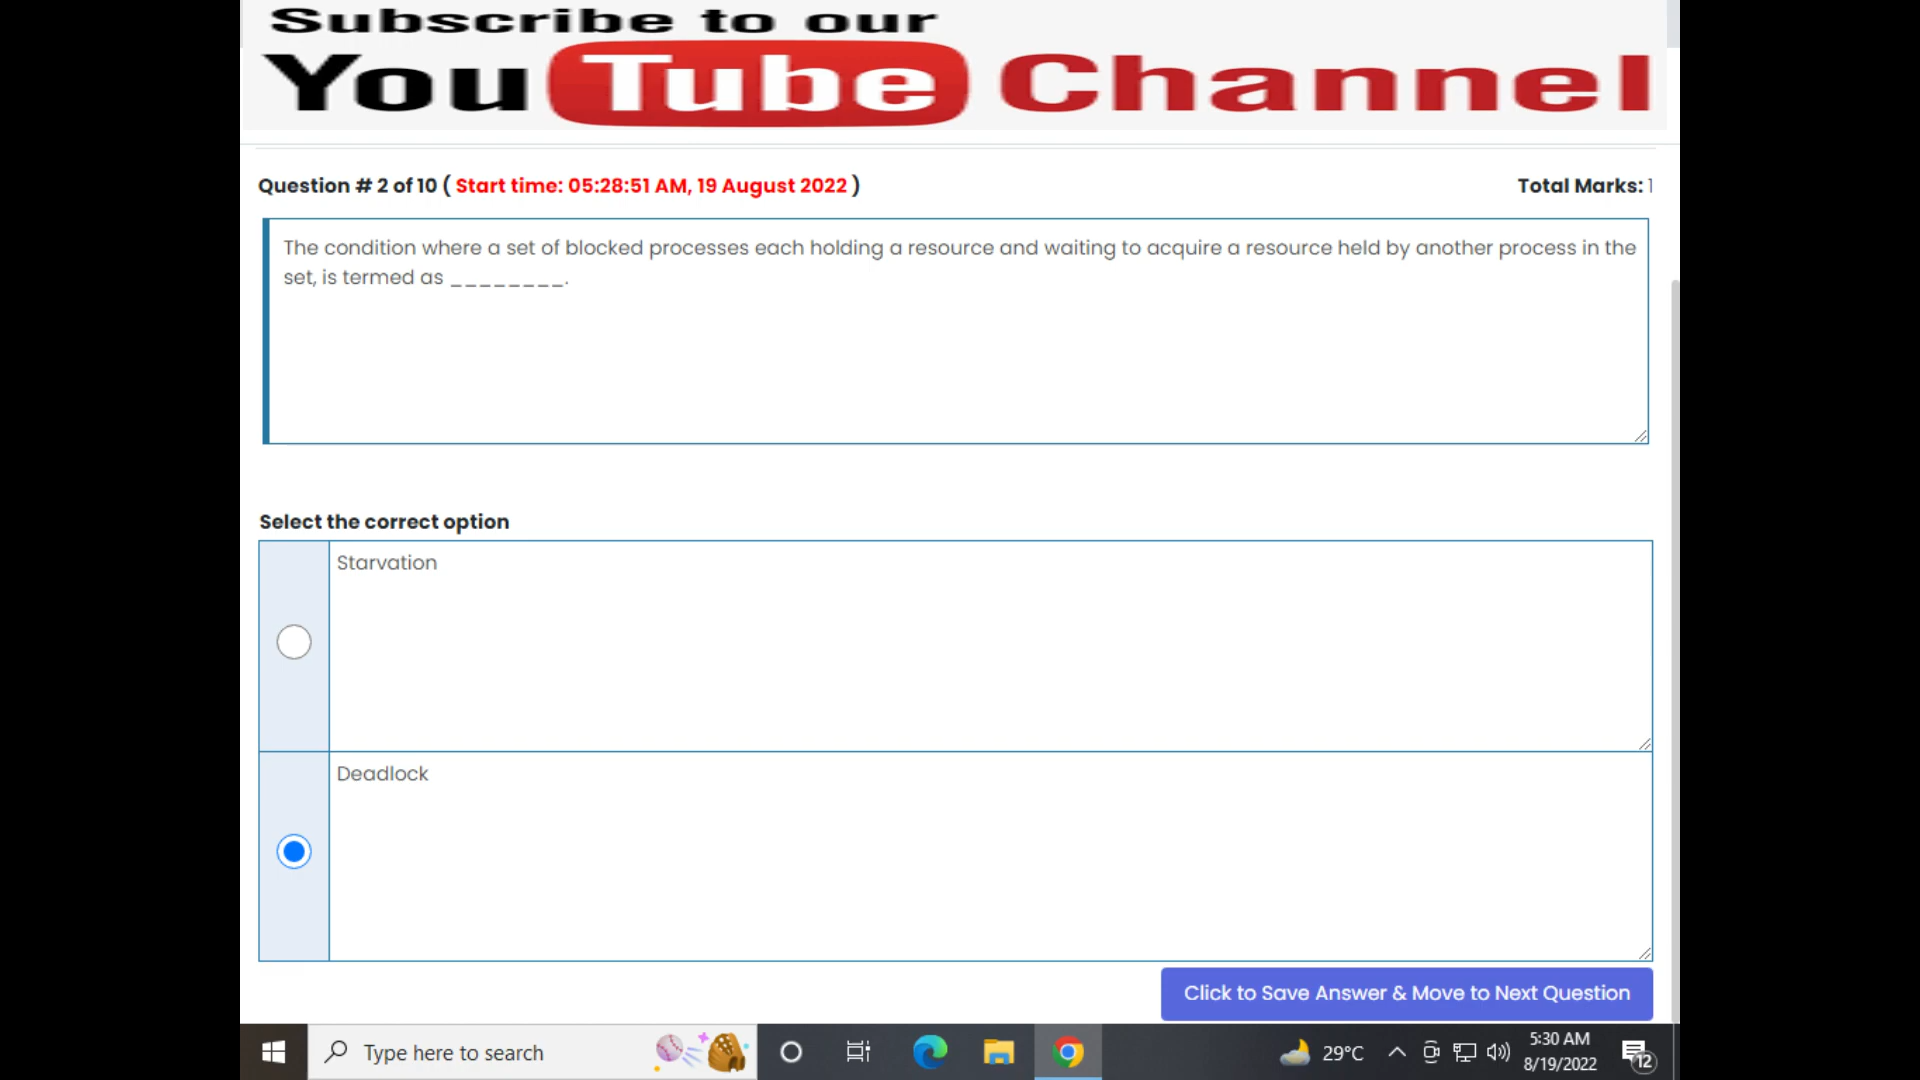 Subscribe to our
YouTube Channel
Question # 2 of 10 ( Start time: 05:28:51 AM, 19 August 2022 )
Total Marks: 1
The condition where a set of blocked processes each holding a resource and waiting to acquire a resource held by another process in the
set, is termed as ________.
Select the correct option
Starvation
Deadlock
Click to Save Answer & Move to Next Question
Type here to search
29°C
5:30 AM
8/19/2022
12